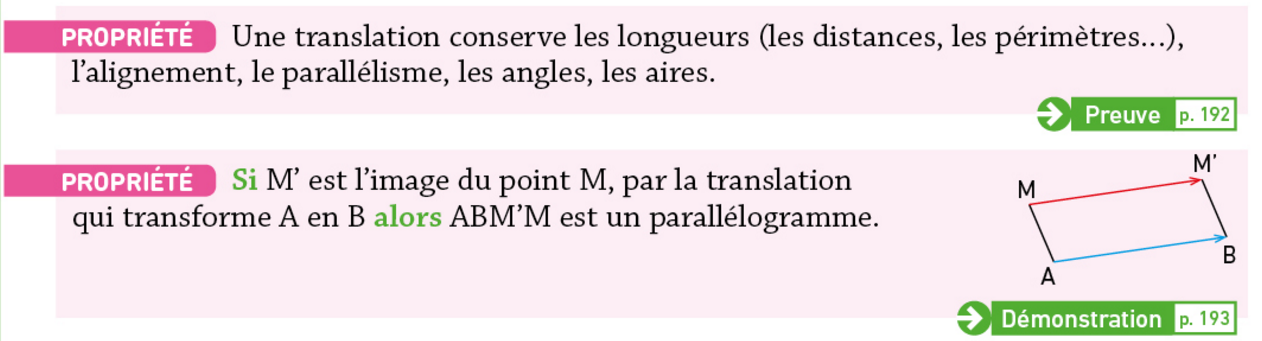 PROPRIÉTÉ Une translation conserve les longueurs (les distances, les périmètres...),
l'alignement, le parallélisme, les angles, les aires.
Preuve p. 192
PROPRIÉTÉ Si M' est l'image du point M, par la translation
qui transforme A en B alors ABM'M est un parallélogramme.
M'
M
B
A
Démonstration p. 193